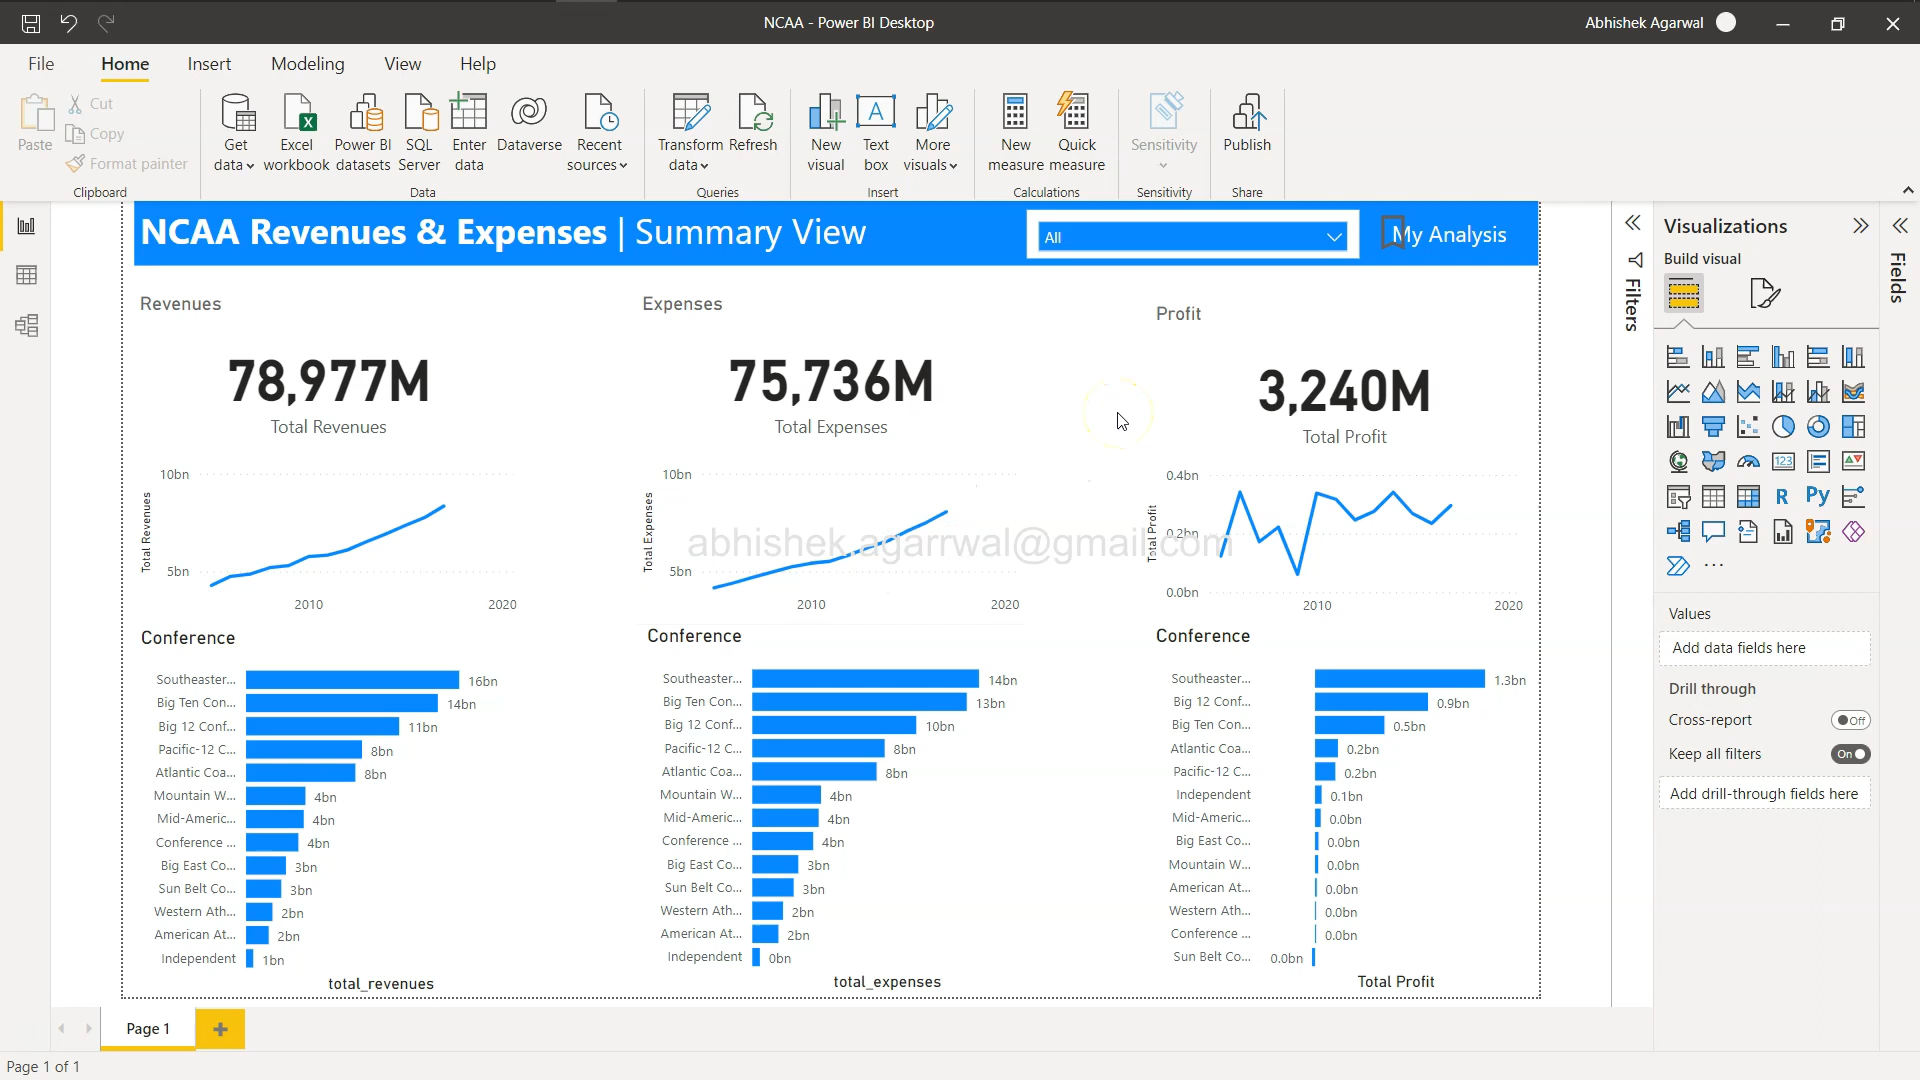 NCAA - Power BI Desktop
Abhishek Agarwal
File
Home
Insert
Modeling
View
Help
Paste
Cut
Copy
Format painter
Clipboard
Get data
Excel workbook
Power BI datasets
SQL Server
Enter data
Dataverse
Recent sources
Data
Transform data
Refresh
Queries
New visual
Text box
More visuals
Insert
New measure
Quick measure
Calculations
Sensitivity
Sensitivity
Publish
Share
NCAA Revenues & Expenses | Summary View
All
My Analysis
Revenues
78,977M
Total Revenues
10bn
5bn
Total Revenues
2010
2020
Conference
Southeaster... 16bn
Big Ten Con... 14bn
Big 12 Conf... 11bn
Pacific-12 C... 8bn
Atlantic Coa... 8bn
Mountain W... 4bn
Mid-Americ... 4bn
Conference ... 4bn
Big East Co... 3bn
Sun Belt Co... 3bn
Western Ath... 2bn
American At... 2bn
Independent 1bn
total_revenues
Expenses
75,736M
Total Expenses
10bn
5bn
Total Expenses
2010
2020
abhishek.agarrwal@gmail.com
Conference
Southeaster... 14bn
Big Ten Con... 13bn
Big 12 Conf... 10bn
Pacific-12 C... 8bn
Atlantic Coa... 8bn
Mountain W... 4bn
Mid-Americ... 4bn
Conference ... 4bn
Big East Co... 3bn
Sun Belt Co... 3bn
Western Ath... 2bn
American At... 2bn
Independent 0bn
total_expenses
Profit
3,240M
Total Profit
0.4bn
0.2bn
0.0bn
Total Profit
2010
2020
Conference
Southeaster... 1.3bn
Big 12 Conf... 0.9bn
Big Ten Con... 0.5bn
Atlantic Coa... 0.2bn
Pacific-12 C... 0.2bn
Independent 0.1bn
Mid-Americ... 0.0bn
Big East Co... 0.0bn
Mountain W... 0.0bn
American At... 0.0bn
Western Ath... 0.0bn
Conference ... 0.0bn
Sun Belt Co... 0.0bn
Total Profit
Filters
Visualizations
Build visual
123
R
Py
Values
Add data fields here
Drill through
Cross-report
Off
Keep all filters
On
Add drill-through fields here
Fields
Page 1
Page 1 of 1